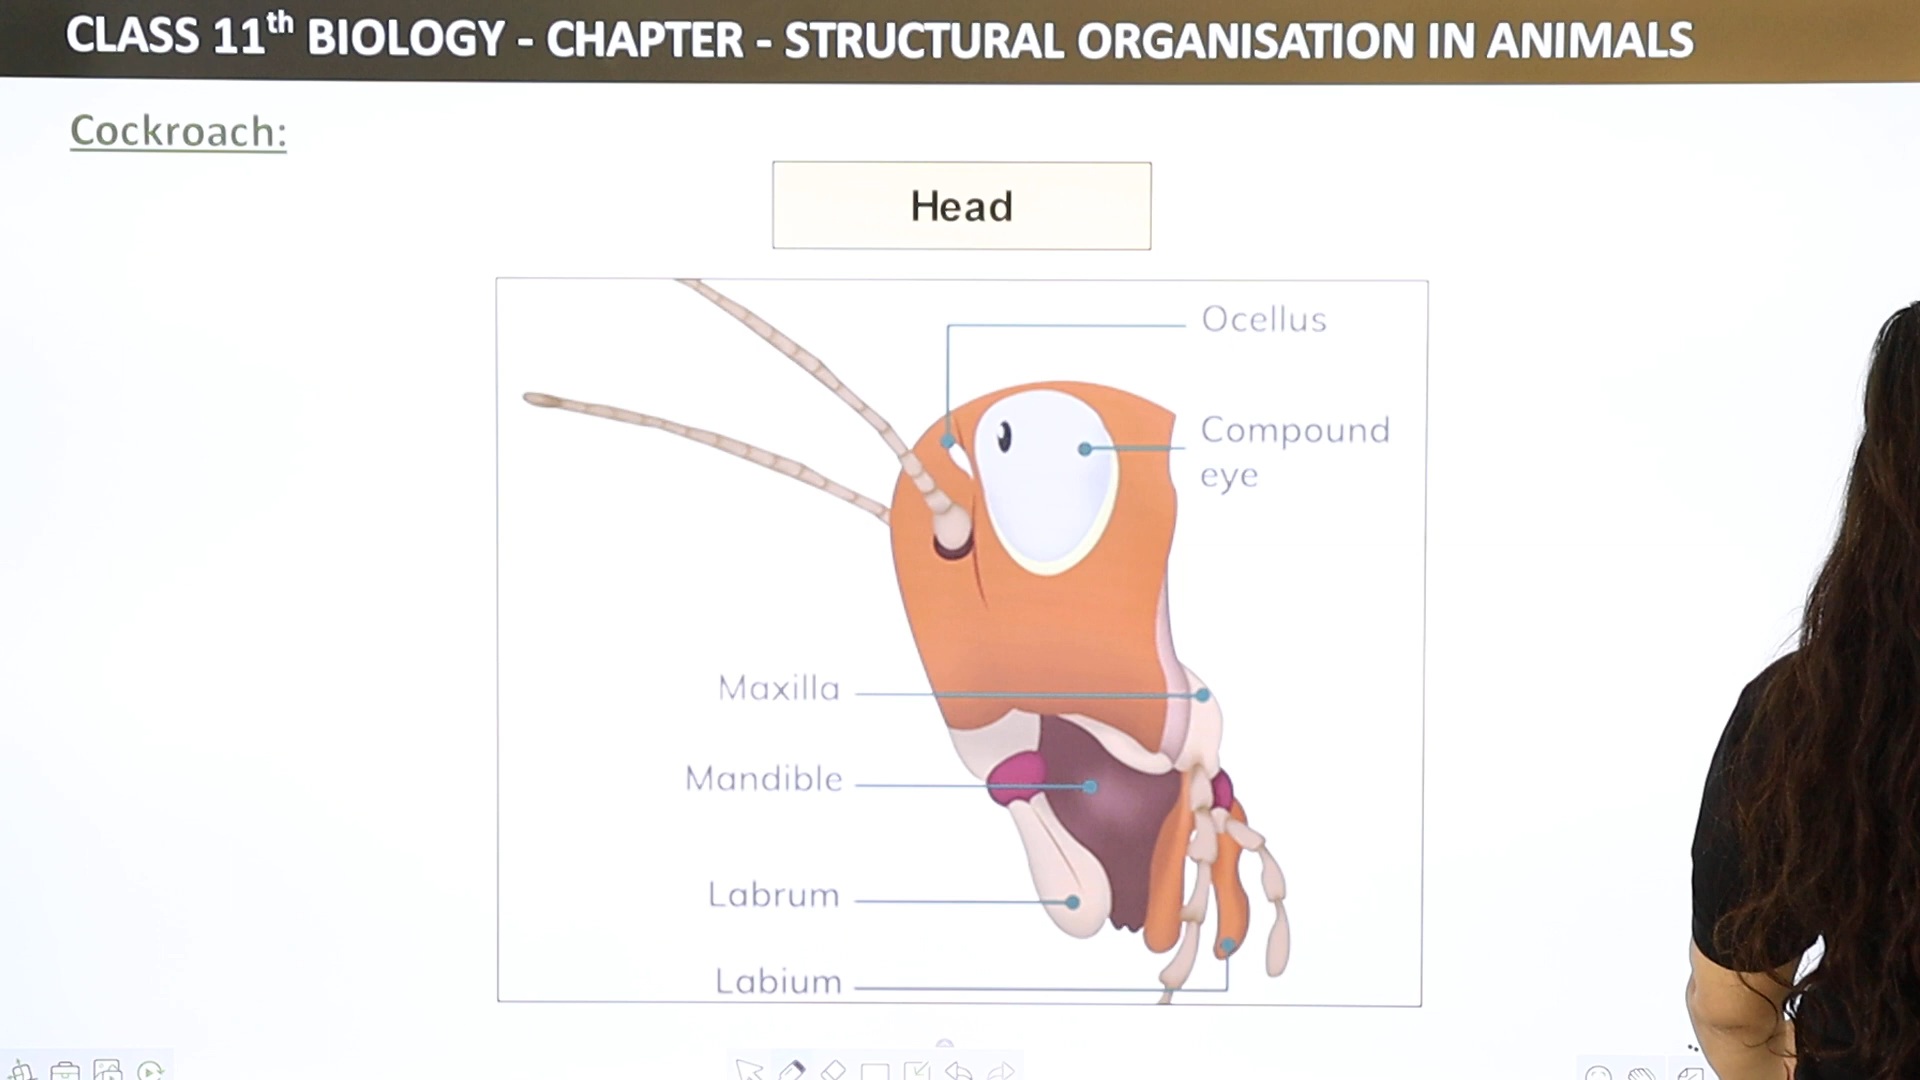 CLASS 11th BIOLOGY - CHAPTER - STRUCTURAL ORGANISATION IN ANIMALS
Cockroach:
Head
Ocellus
Compound
eye
Maxilla
Mandible
Labrum
Labium